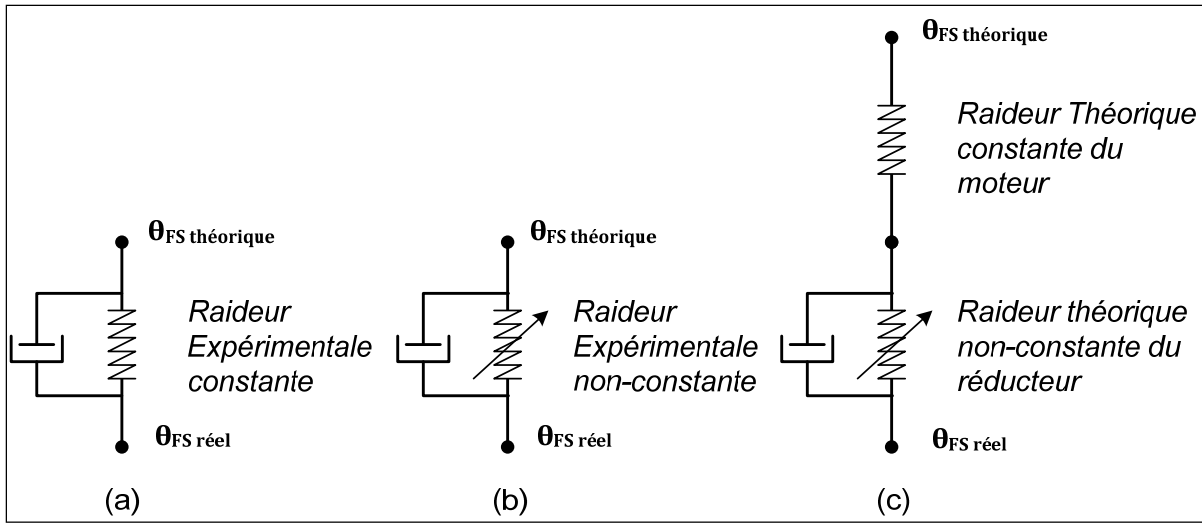 θFS théorique
Raideur Théorique
constante du
moteur
θFS théorique
Raideur
Expérimentale
constante
θFS réel
(a)
θFS théorique
Raideur
Expérimentale
non-constante
θFS réel
(b)
Raideur théorique
non-constante du
réducteur
θFS réel
(c)